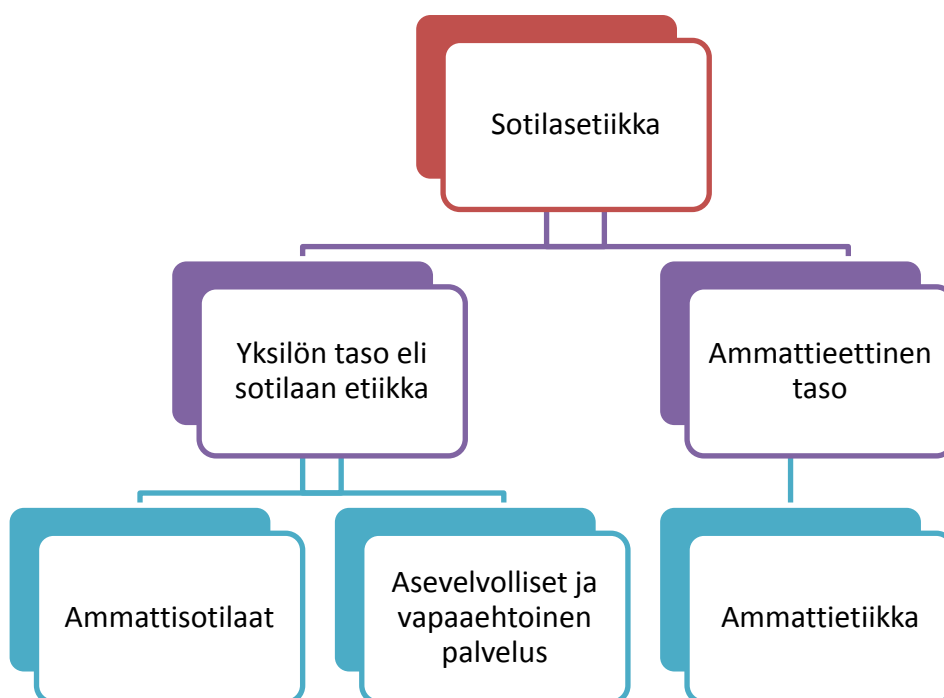 Sotilasetiikka
Yksilön taso eli
sotilaan etiikka
Ammattieettinen
taso
Ammattisotilaat
Asevelvolliset ja
vapaaehtoinen
palvelus
Ammattietiikka